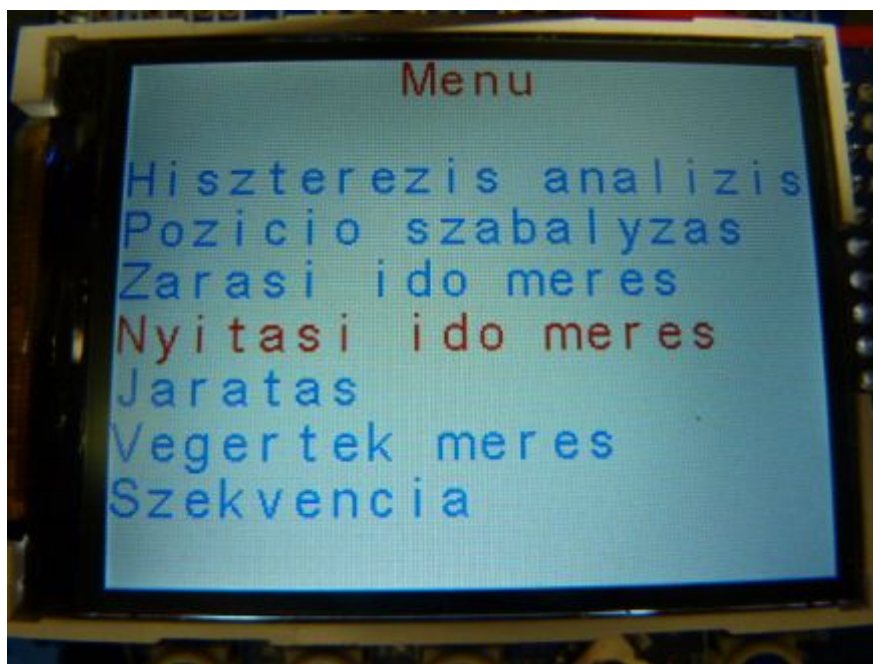 Menu
Hiszterezis analizis
Pozicio szabalyzas
Zarasi ido meres
Nyitasi ido meres
Jaratas
Vegertek meres
Szekvencia